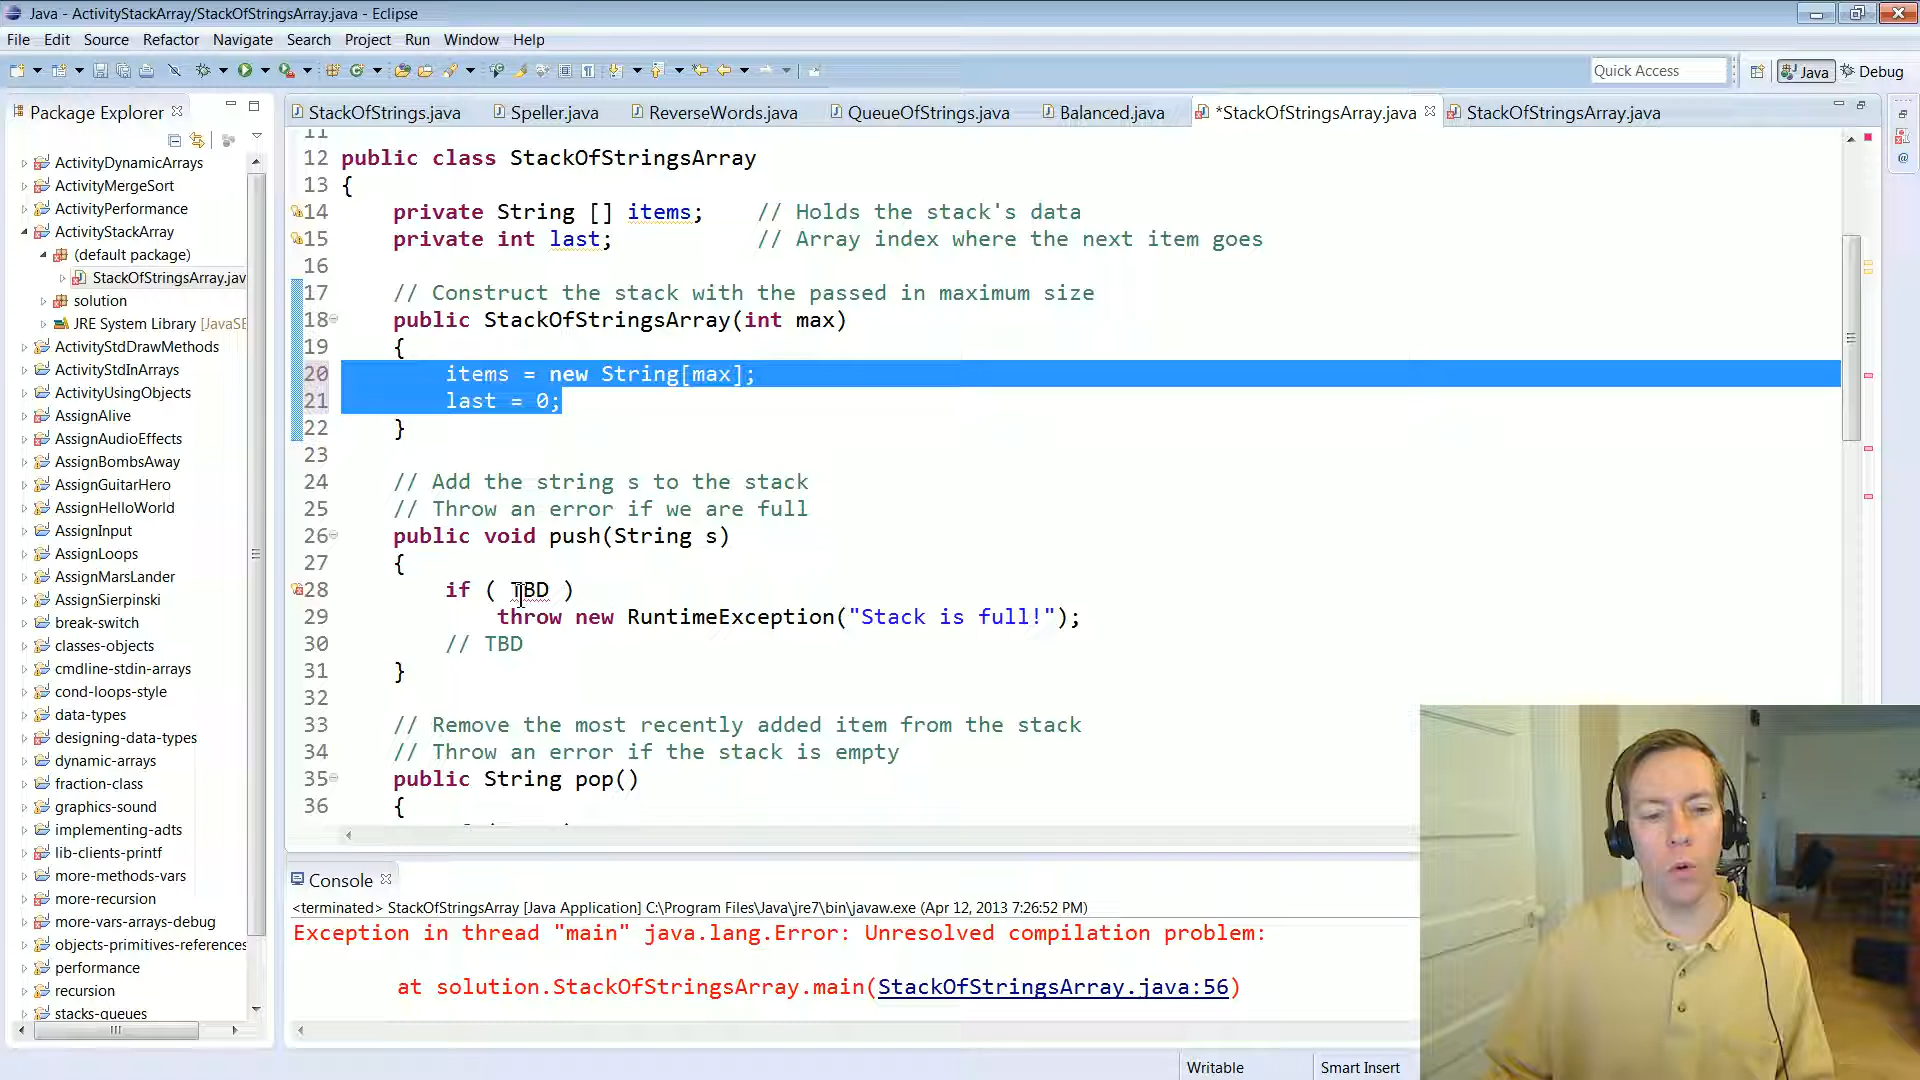 Java - ActivityStackArray/StackOfStringsArray.java - Eclipse
File Edit Source Refactor Navigate Search Project Run Window Help
Quick Access
Java
Debug
Package Explorer
ActivityDynamicArrays
ActivityMergeSort
ActivityPerformance
ActivityStackArray
(default package)
StackOfStringsArray.jav
solution
JRE System Library [JavaSE
ActivityStdDrawMethods
ActivityStdInArrays
ActivityUsingObjects
AssignAlive
AssignAudioEffects
AssignBombsAway
AssignGuitarHero
AssignHelloWorld
AssignInput
AssignLoops
AssignMarsLander
AssignSierpinski
break-switch
classes-objects
cmdline-stdin-arrays
cond-loops-style
data-types
designing-data-types
dynamic-arrays
fraction-class
graphics-sound
implementing-adts
lib-clients-printf
more-methods-vars
more-recursion
more-vars-arrays-debug
objects-primitives-references
performance
recursion
stacks-queues
StackOfStrings.java Speller.java ReverseWords.java QueueOfStrings.java Balanced.java *StackOfStringsArray.java StackOfStringsArray.java
11
12 public class StackOfStringsArray
13 {
14 private String [] items; // Holds the stack's data
15 private int last; // Array index where the next item goes
16
17 // Construct the stack with the passed in maximum size
18 public StackOfStringsArray(int max)
19 {
20 items = new String[max];
21 last = 0;
22 }
23
24 // Add the string s to the stack
25 // Throw an error if we are full
26 public void push(String s)
27 {
28 if ( TBD )
29 throw new RuntimeException("Stack is full!");
30 // TBD
31 }
32
33 // Remove the most recently added item from the stack
34 // Throw an error if the stack is empty
35 public String pop()
36 {
Console
<terminated> StackOfStringsArray [Java Application] C:\Program Files\Java\jre7\bin\javaw.exe (Apr 12, 2013 7:26:52 PM)
Exception in thread "main" java.lang.Error: Unresolved compilation problem:
at solution.StackOfStringsArray.main(StackOfStringsArray.java:56)
Writable Smart Insert